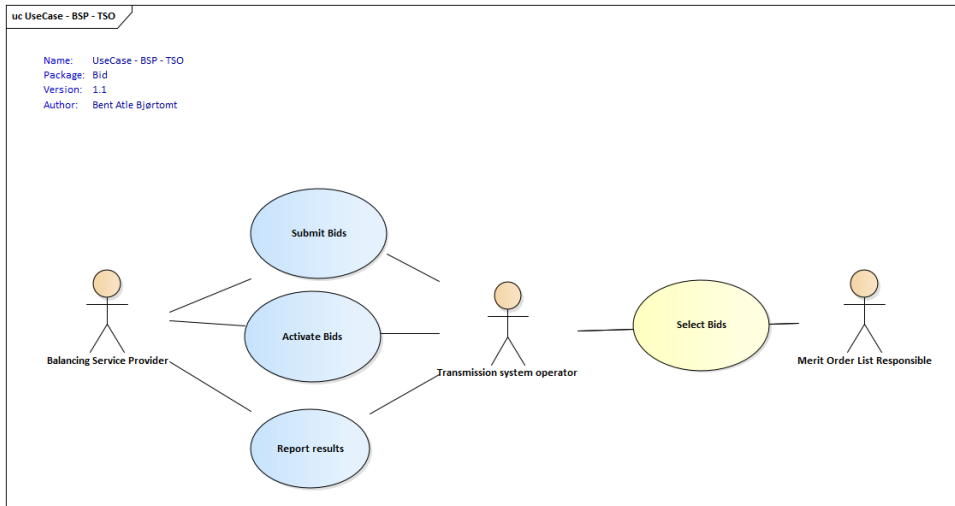 uc UseCase - BSP - TSO
Name: UseCase - BSP - TSO
Package: Bid
Version: 1.1
Author: Bent Atle Bjørtomt
Submit Bids
Activate Bids
Select Bids
Balancing Service Provider
Transmission system operator
Merit Order List Responsible
Report results